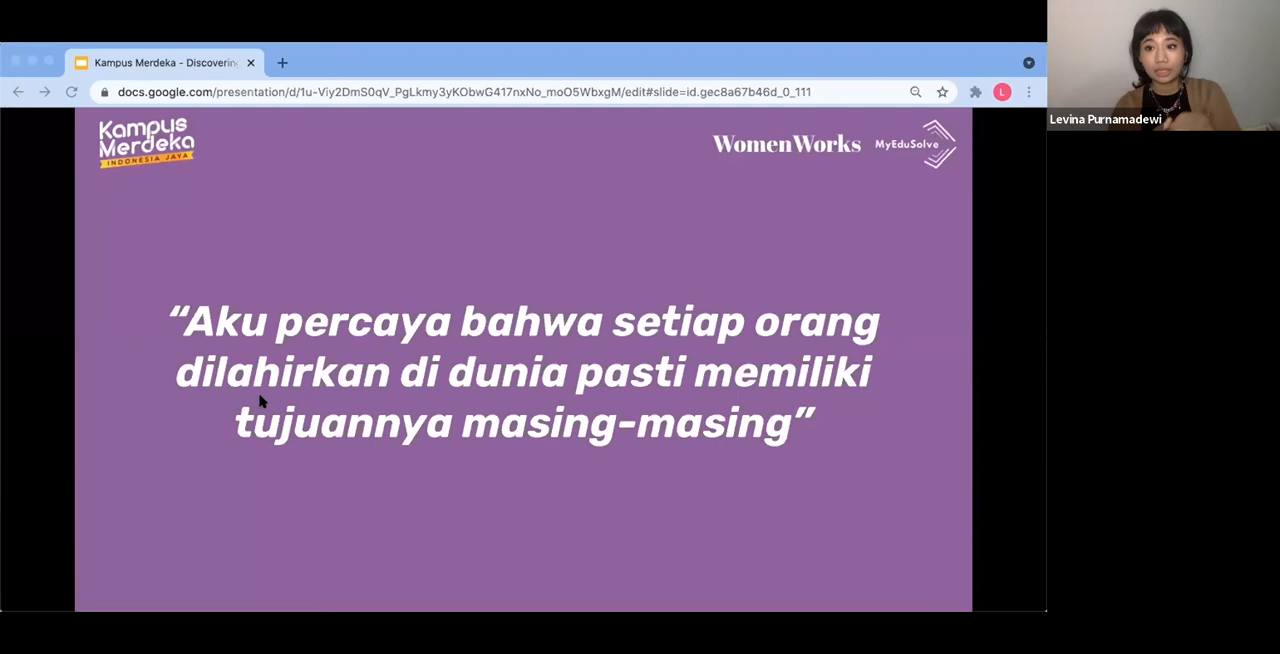 Kampus Merdeka - Discovering
docs.google.com/presentation/d/1u-Viy2DmS0qV_PgLkmy3yKObwG417nxNo_moO5WbxgM/edit#slide=id.gec8a67b46d_0_111
L
Levina Purnamadewi
Kampus
Merdeka
INDONESIA JAYA
WomenWorks
MyEduSolve
“Aku percaya bahwa setiap orang
dilahirkan di dunia pasti memiliki
tujuannya masing-masing”